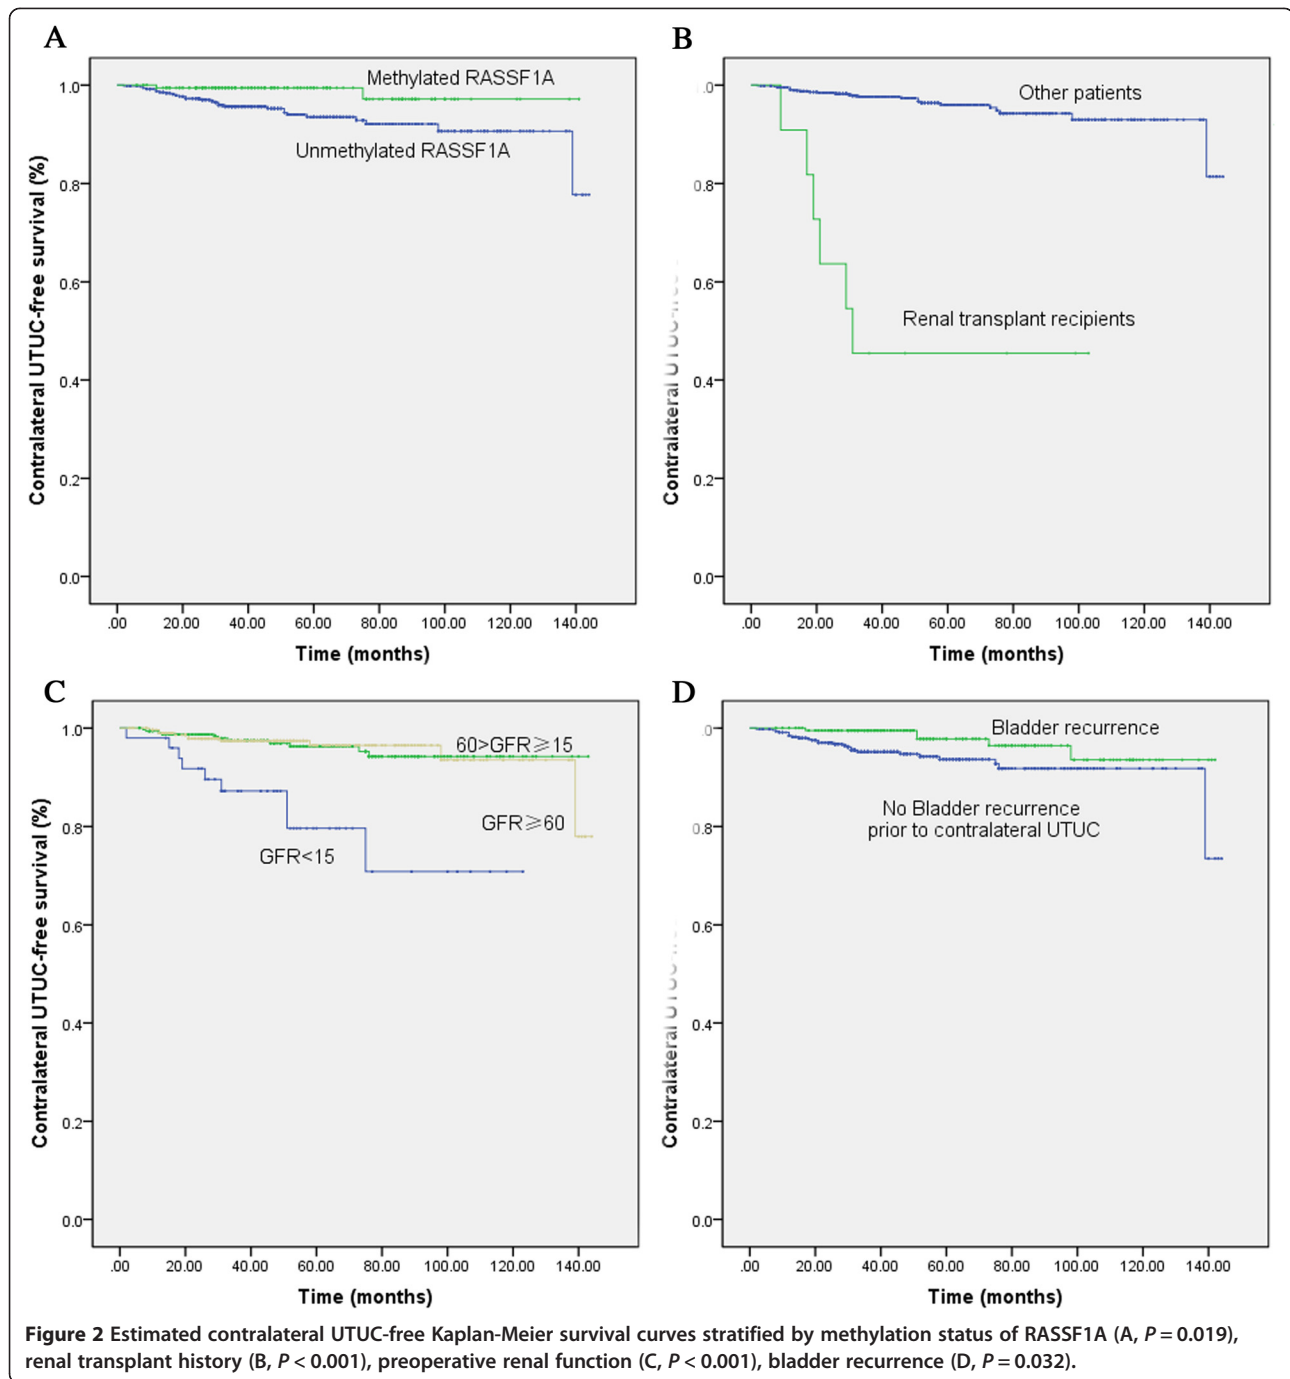 A
Contralateral UTUC-free survival (%)
1.0
0.8
0.6
0.4
0.2
0.0
Methylated RASSF1A
Unmethylated RASSF1A
.00 20.00 40.00 60.00 80.00 100.00 120.00 140.00
Time (months)
B
Contralateral UTUC-free
.0
0.8
0.6
0.4
0.2
0.0
Other patients
Renal transplant recipients
.00 20.00 40.00 60.00 80.00 100.00 120.00 140.00
Time (months)
C
Contralateral UTUC-free survival (%)
1.0
0.8
0.6
0.4
0.2
0.0
60>GFR≥15
GFR≥60
GFR<15
.00 20.00 40.00 60.00 80.00 100.00 120.00 140.00
Time (months)
D
Contralateral UTUC-free
.0
0.8
0.6
0.4
0.2
0.0
Bladder recurrence
No Bladder recurrence
prior to contralateral UTUC
.00 20.00 40.00 60.00 80.00 100.00 120.00 140.00
Time (months)
Figure 2 Estimated contralateral UTUC-free Kaplan-Meier survival curves stratified by methylation status of RASSF1A (A, P = 0.019),
renal transplant history (B, P < 0.001), preoperative renal function (C, P < 0.001), bladder recurrence (D, P = 0.032).